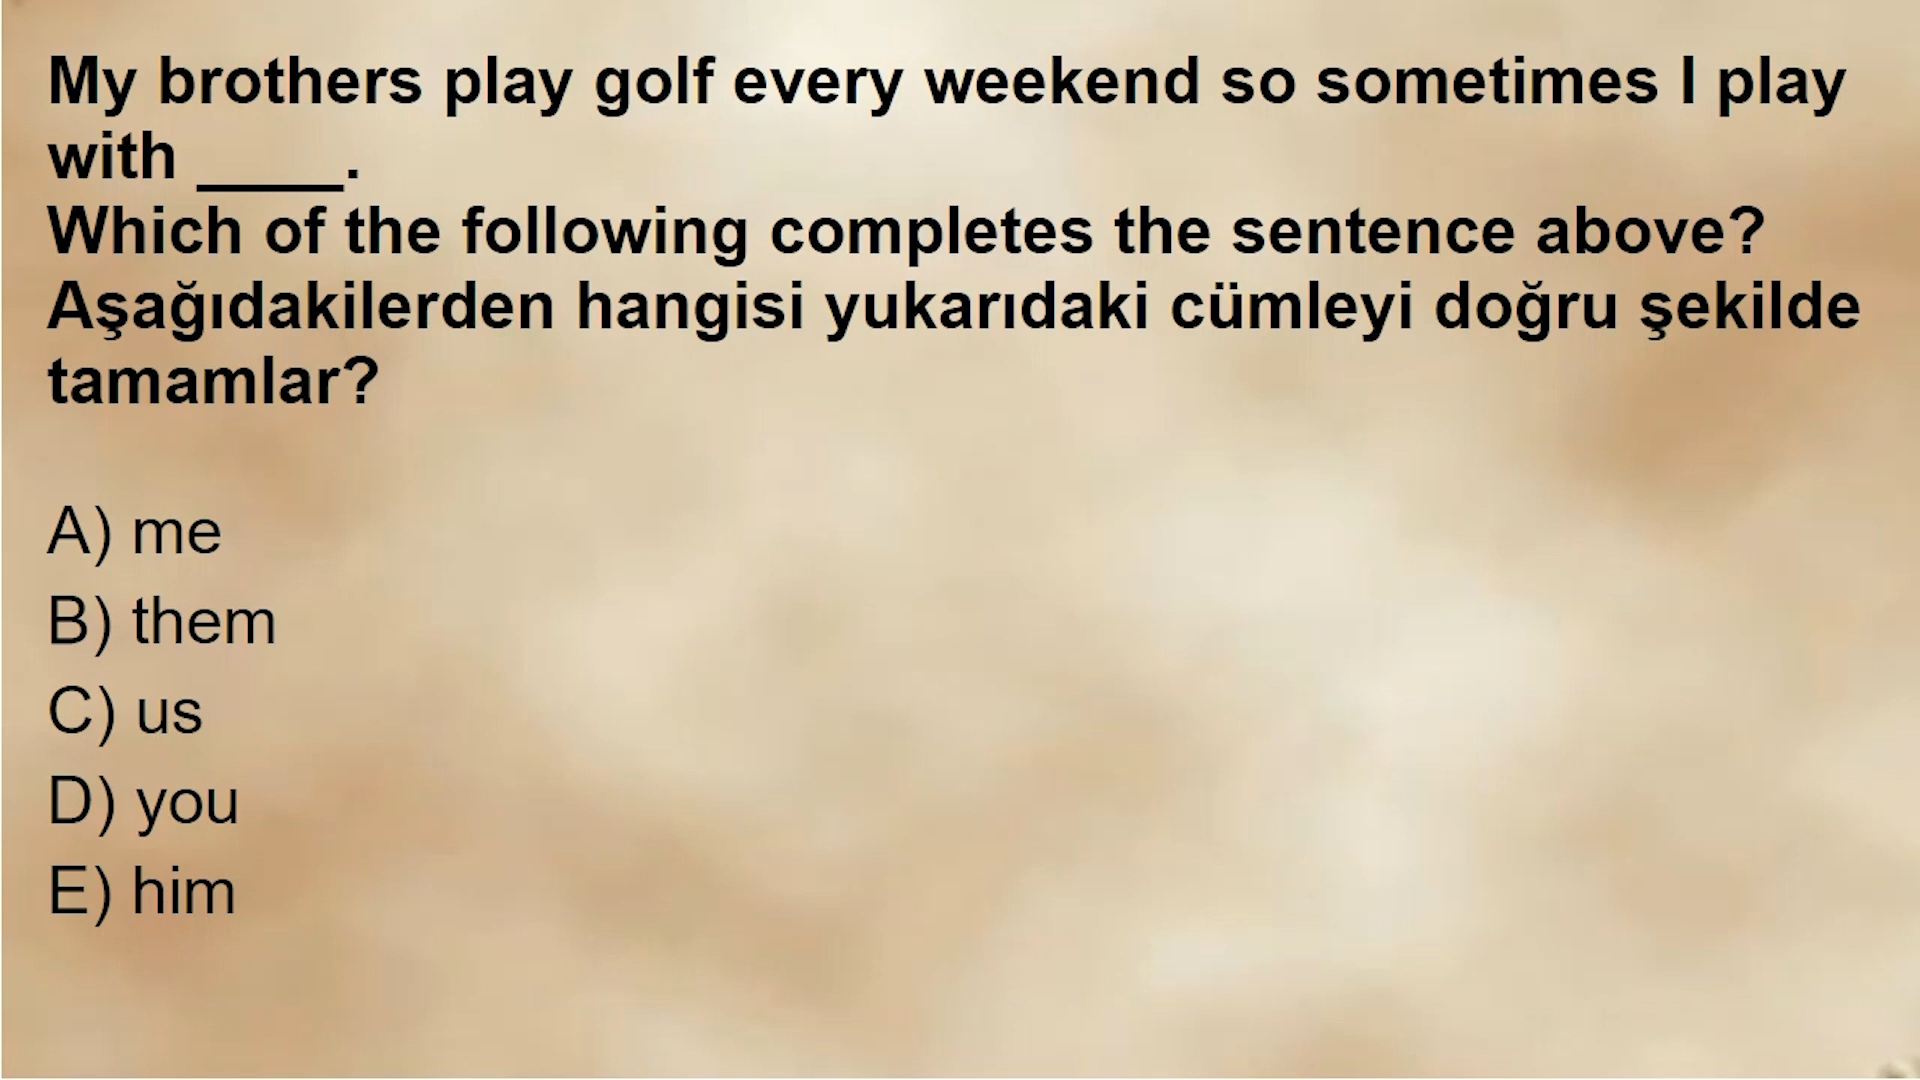 My brothers play golf every weekend so sometimes I play
with ____.
Which of the following completes the sentence above?
Aşağıdakilerden hangisi yukarıdaki cümleyi doğru şekilde
tamamlar?
A) me
B) them
C) us
D) you
E) him